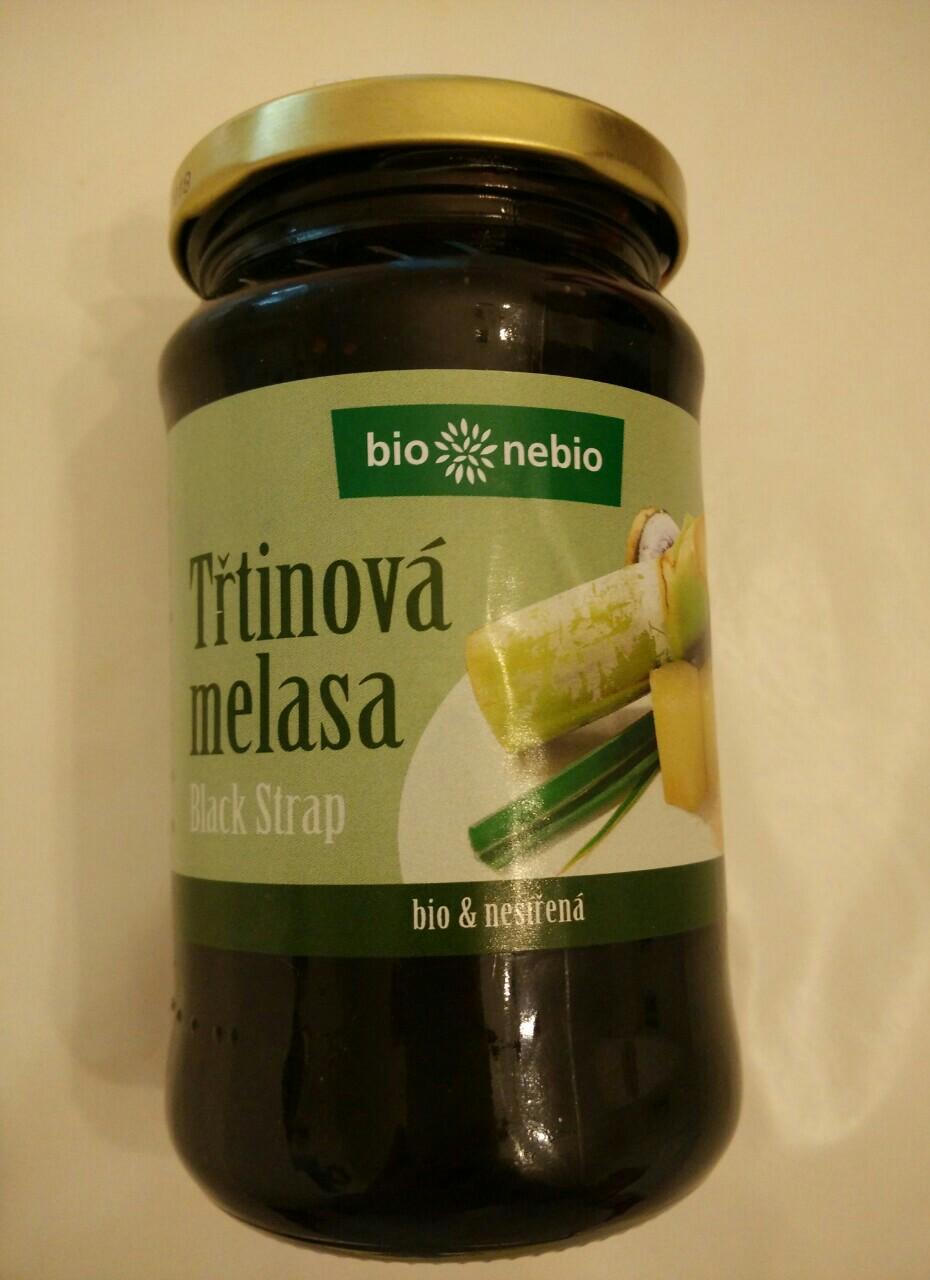 bio nebio
Třtinová
melasa
Black Strap
bio & nesířená